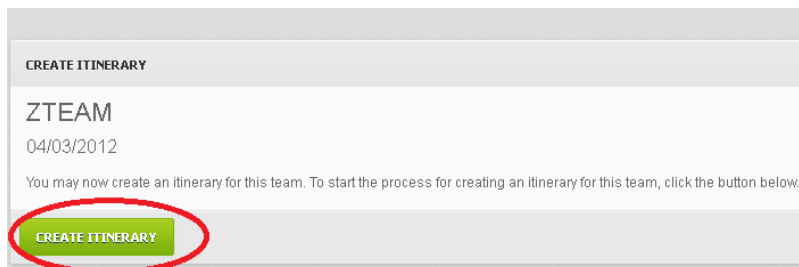 CREATE ITINERARY
ZTEAM
04/03/2012
You may now create an itinerary for this team. To start the process for creating an itinerary for this team, click the button below.
CREATE ITINERARY